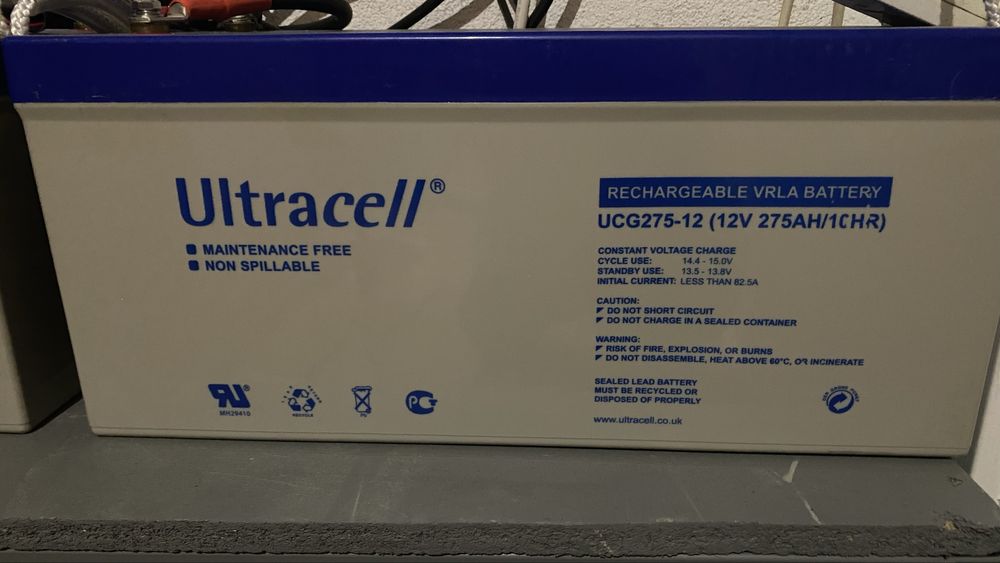 Ultracell®
MAINTENANCE FREE
NON SPILLABLE
RECHARGEABLE VRLA BATTERY
UCG275-12 (12V 275AH/10HR)
CONSTANT VOLTAGE CHARGE
CYCLE USE: 14.4 - 15.0V
STANDBY USE: 13.5 - 13.8V
INITIAL CURRENT: LESS THAN 82.5A
CAUTION:
DO NOT SHORT CIRCUIT
DO NOT CHARGE IN A SEALED CONTAINER
WARNING:
RISK OF FIRE, EXPLOSION, OR BURNS
DO NOT DISASSEMBLE, HEAT ABOVE 60°C, OR INCINERATE
SEALED LEAD BATTERY
MUST BE RECYCLED OR
DISPOSED OF PROPERLY
www.ultracell.co.uk
MH29410
RECYCLE
Pb